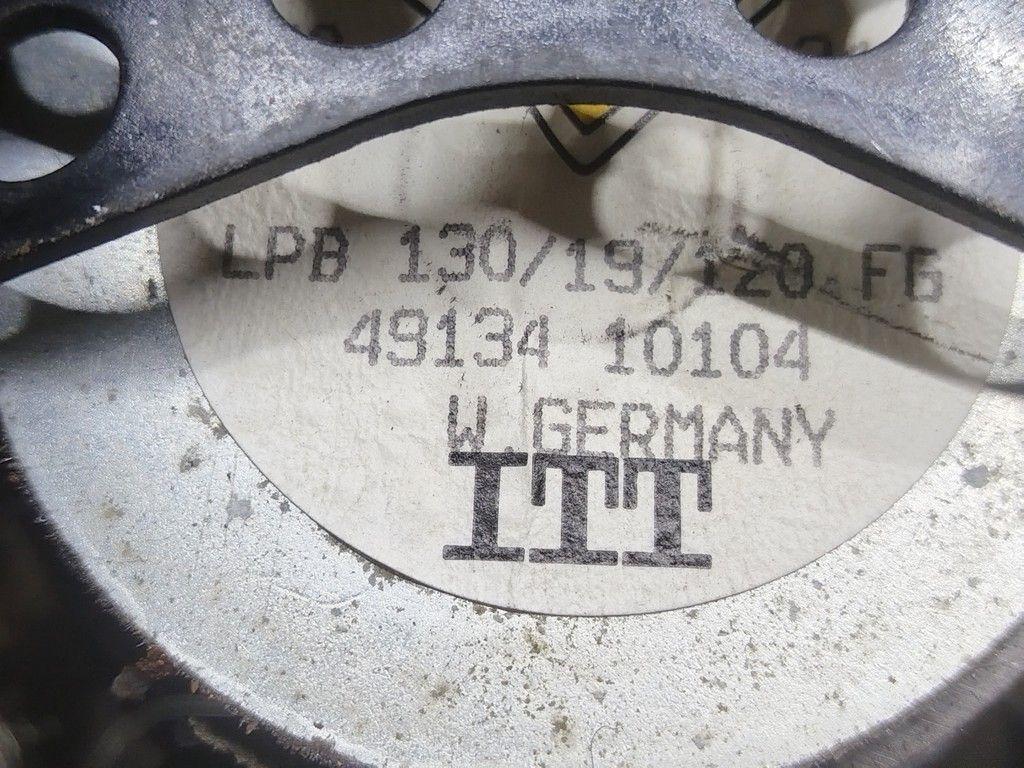 LPB 130/19/120 FG
49134 10104
W.GERMANY
ITT